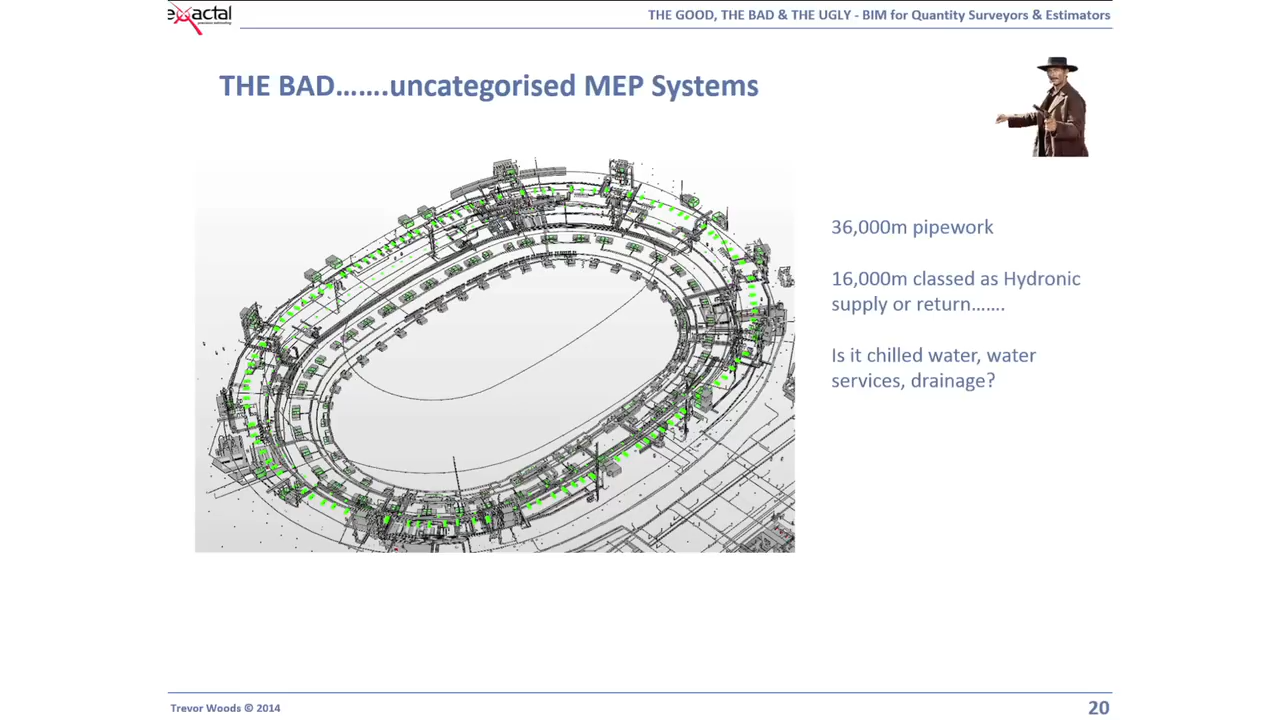 exactal
THE GOOD, THE BAD & THE UGLY - BIM for Quantity Surveyors & Estimators
THE BAD…….uncategorised MEP Systems
36,000m pipework
16,000m classed as Hydronic
supply or return…….
Is it chilled water, water
services, drainage?
Trevor Woods © 2014
20